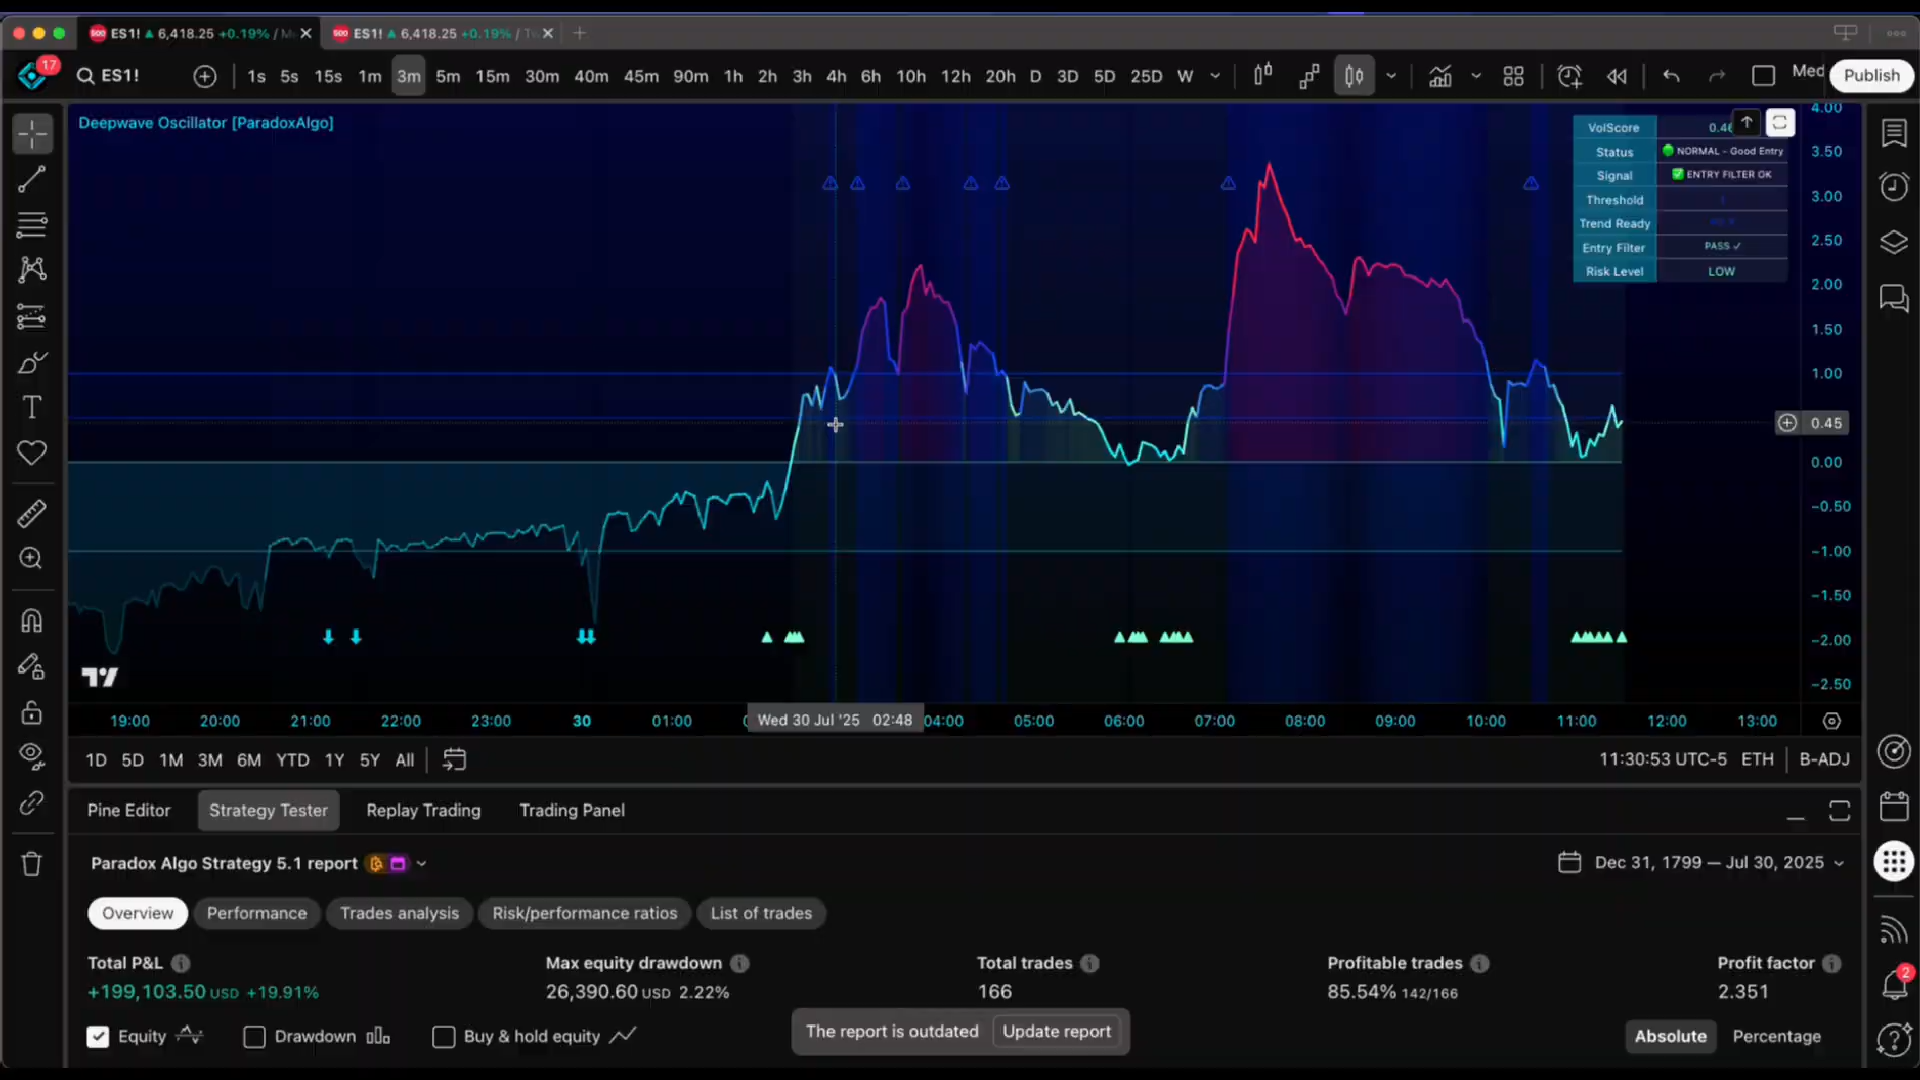 500 ES1! ▲ 6,418.25 +0.19% / M
500 ES1! ▲ 6,418.25 +0.19% / T
17
ES1!
1s 5s 15s 1m 3m 5m 15m 30m 40m 45m 90m 1h 2h 3h 4h 6h 10h 12h 20h D 3D 5D 25D W
Med
Publish
Deepwave Oscillator [ParadoxAlgo]
VolScore 0.46
Status NORMAL - Good Entry
Signal ENTRY FILTER OK
Threshold
Trend Ready
Entry Filter PASS ✓
Risk Level LOW
4.00
3.50
3.00
2.50
2.00
1.50
1.00
0.45
0.00
−0.50
−1.00
−1.50
−2.00
−2.50
19:00 20:00 21:00 22:00 23:00 30 01:00 Wed 30 Jul '25 02:48 04:00 05:00 06:00 07:00 08:00 09:00 10:00 11:00 12:00 13:00
1D 5D 1M 3M 6M YTD 1Y 5Y All
11:30:53 UTC-5 ETH B-ADJ
Pine Editor Strategy Tester Replay Trading Trading Panel
Paradox Algo Strategy 5.1 report
Dec 31, 1799 — Jul 30, 2025
Overview Performance Trades analysis Risk/performance ratios List of trades
Total P&L Max equity drawdown Total trades Profitable trades Profit factor
+199,103.50 USD +19.91% 26,390.60 USD 2.22% 166 85.54% 142/166 2.351
2
Equity Drawdown Buy & hold equity
The report is outdated Update report
Absolute Percentage